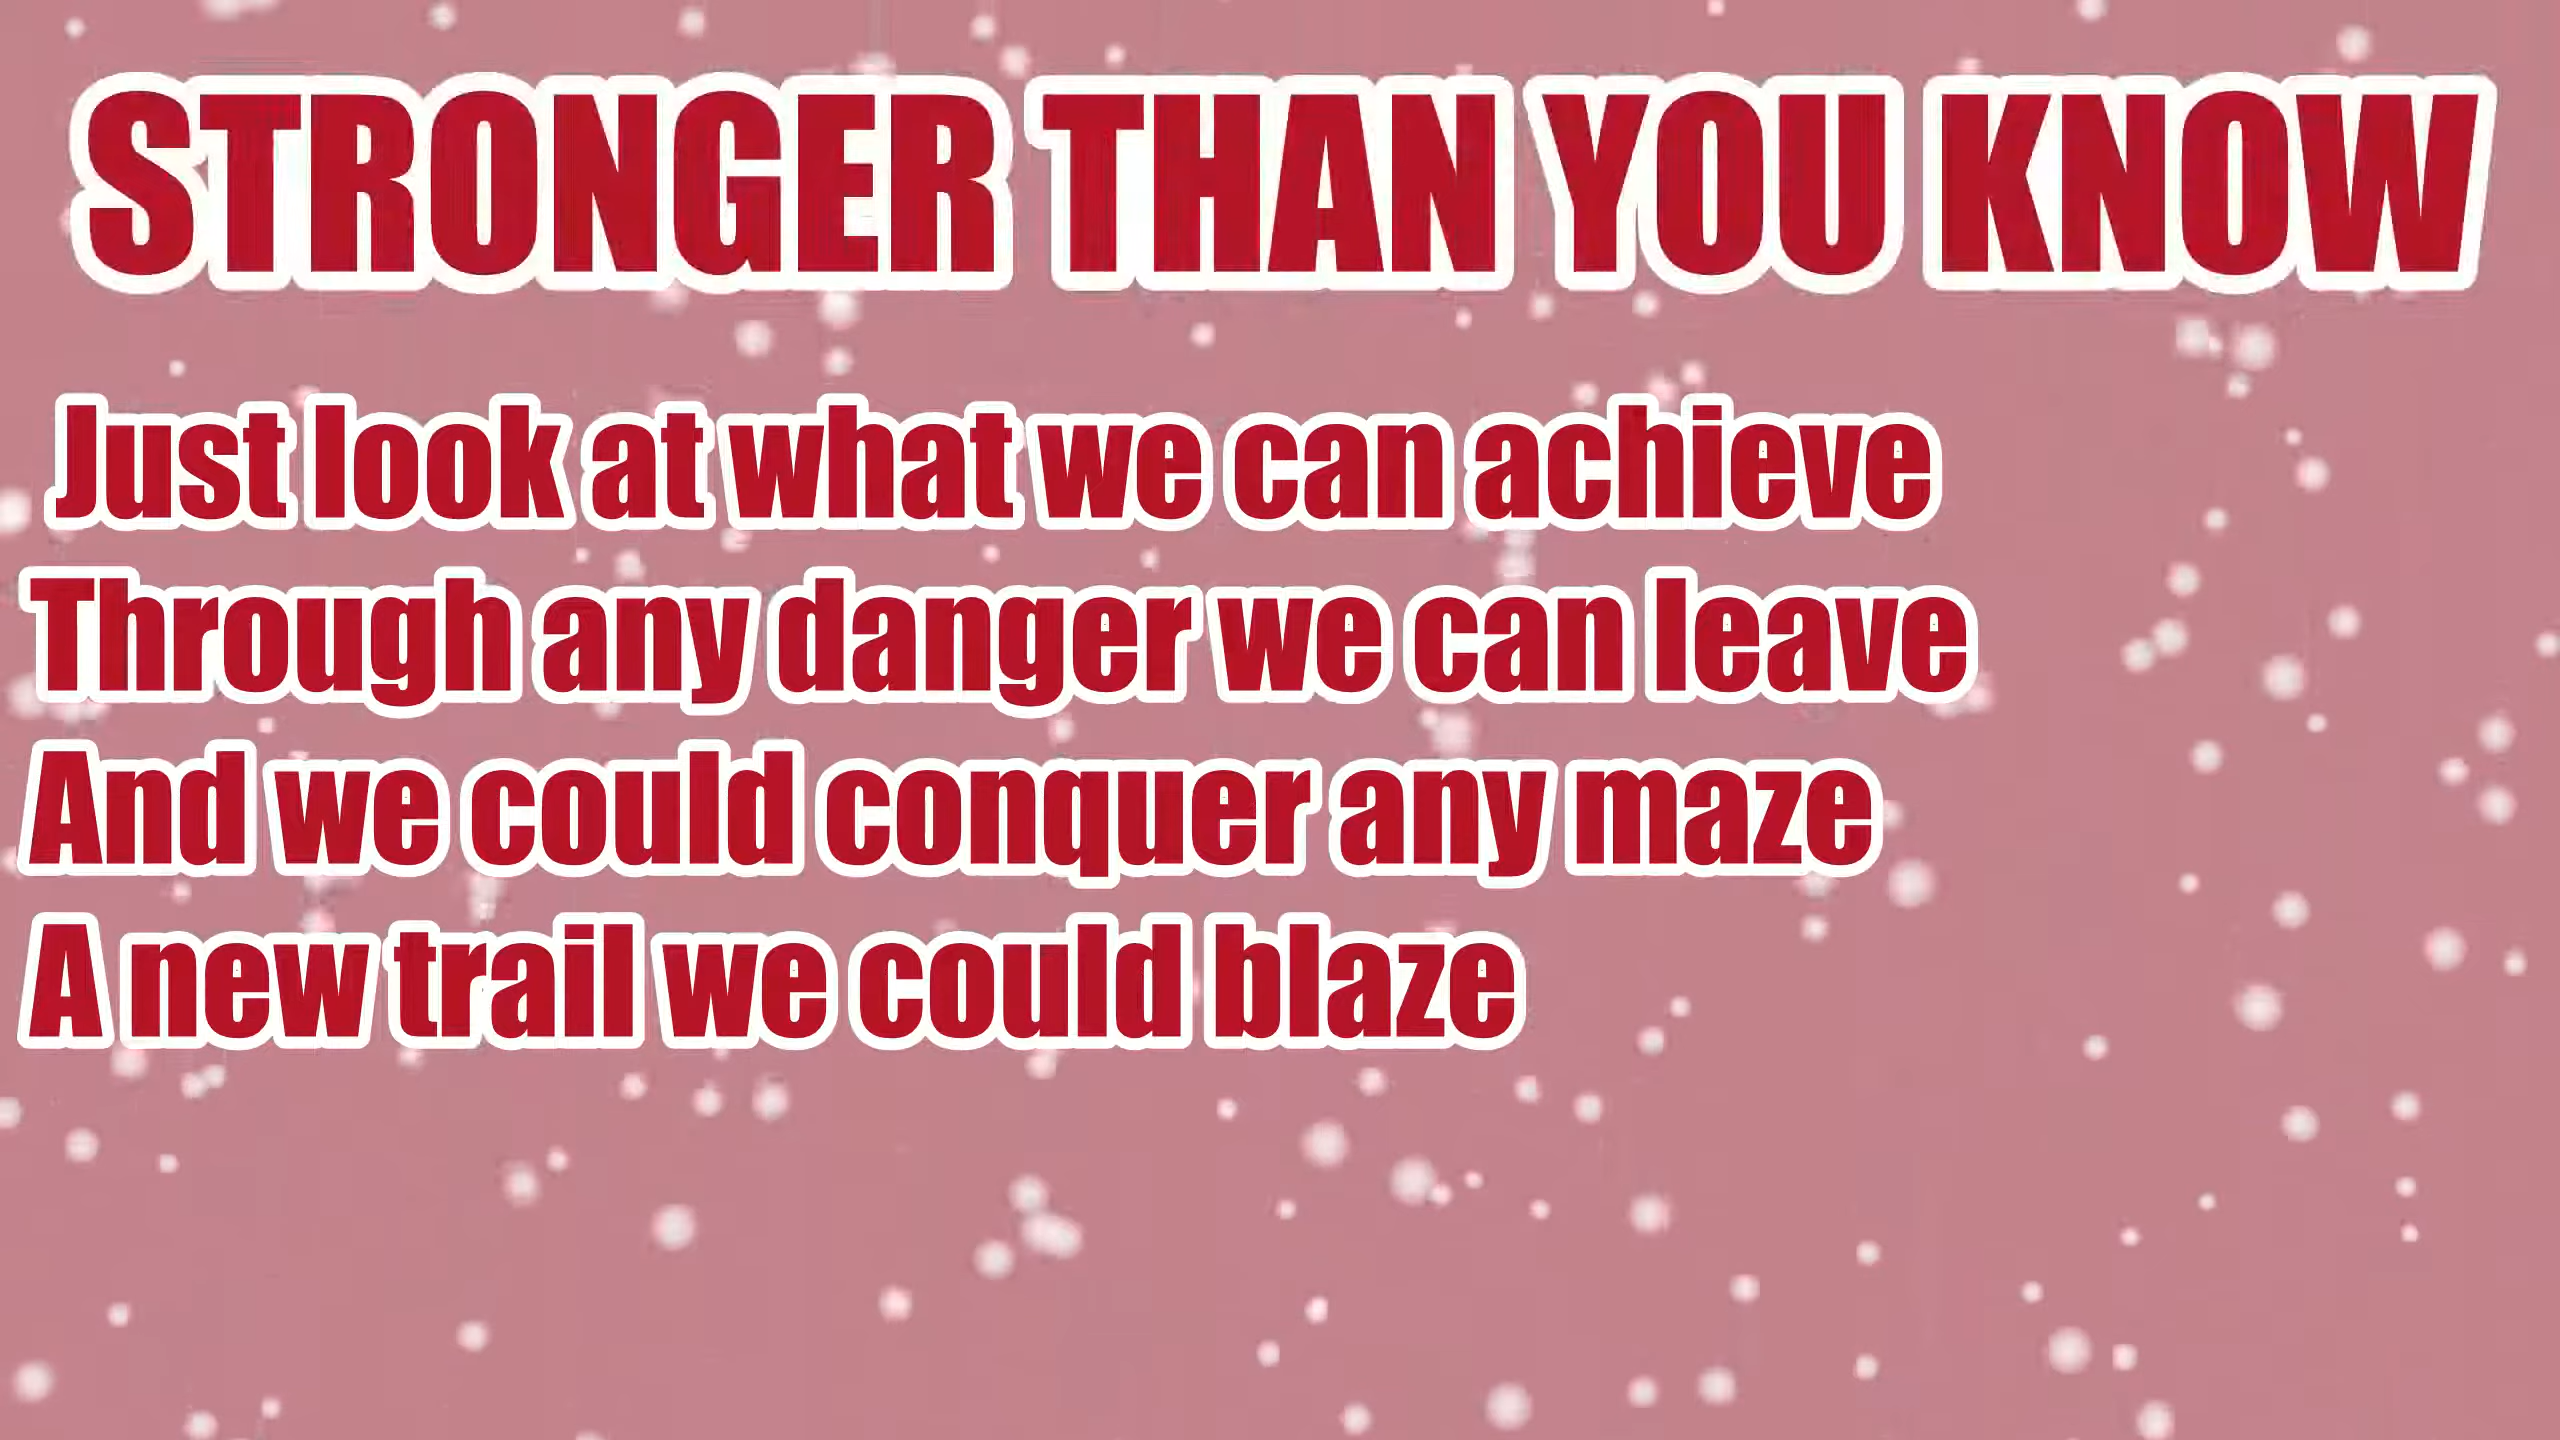 STRONGER THAN YOU KNOW
Just look at what we can achieve
Through any danger we can leave
And we could conquer any maze
A new trail we could blaze